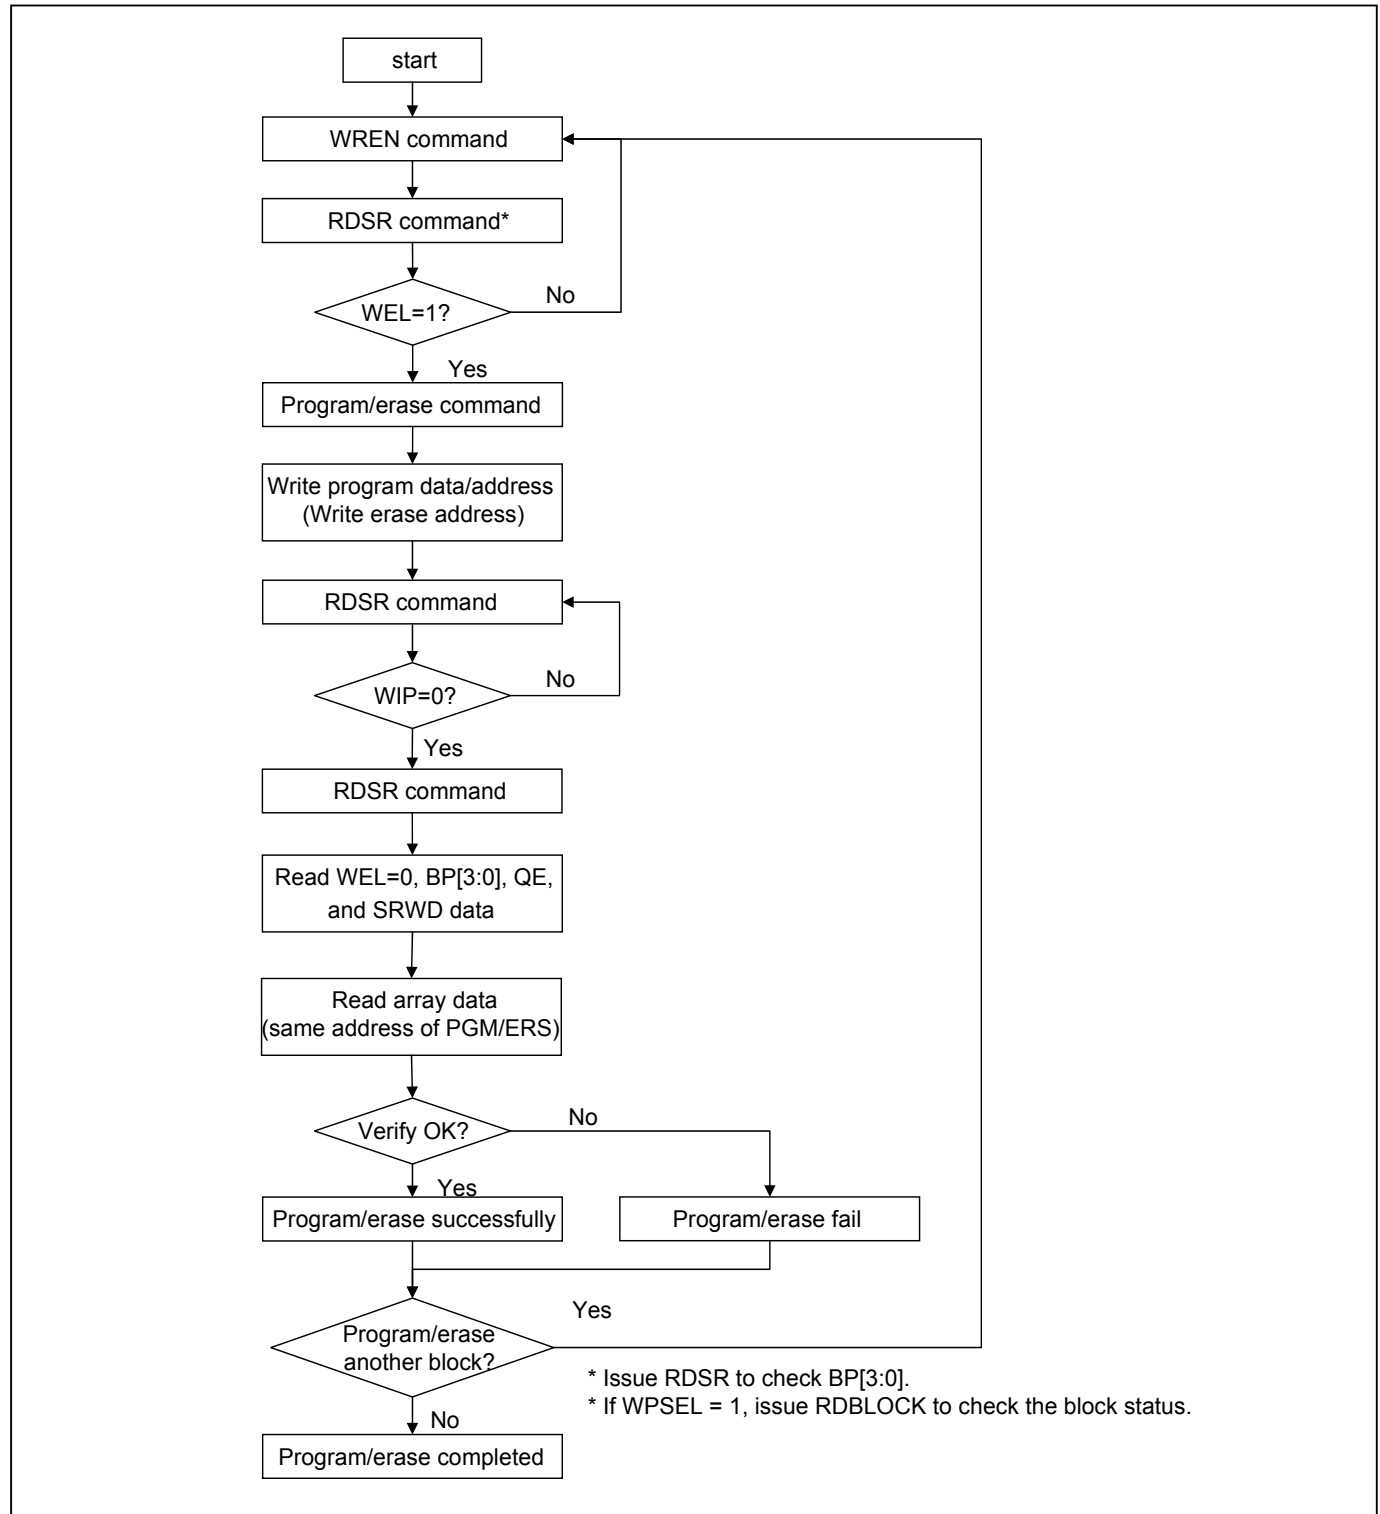 start
WREN command
RDSR command*
WEL=1?
No
Yes
Program/erase command
Write program data/address
(Write erase address)
RDSR command
WIP=0?
No
Yes
RDSR command
Read WEL=0, BP[3:0], QE,
and SRWD data
Read array data
(same address of PGM/ERS)
Verify OK?
No
Yes
Program/erase successfully
Program/erase fail
Yes
Program/erase
another block?
* Issue RDSR to check BP[3:0].
* If WPSEL = 1, issue RDBLOCK to check the block status.
No
Program/erase completed